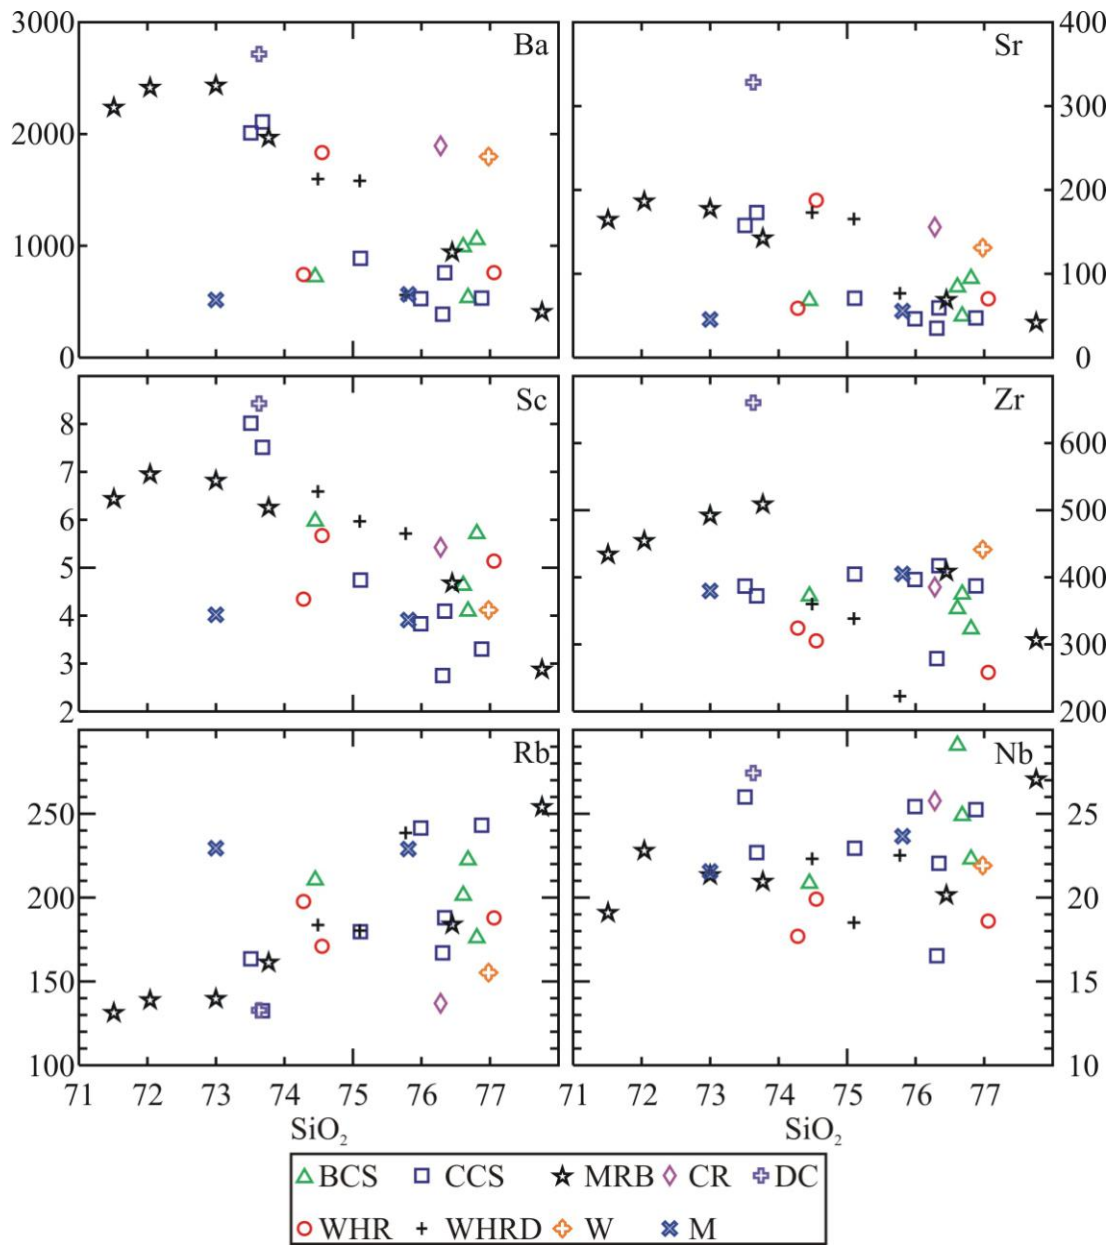 3000 Ba Sr 400
300
2000
200
1000
100
0 0
Sc Zr
8
600
7
6 500
5
400
4
300
3
2 200
Rb Nb
250 25
200 20
150 15
100 10
71 72 73 74 75 76 77 72 73 74 75 76 77
SiO₂ SiO₂
BCS CCS MRB CR DC
WHR WHRD W M